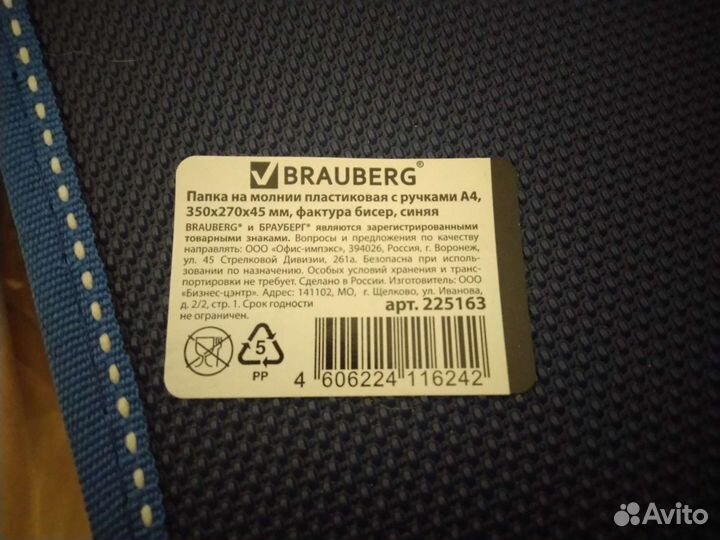 BRAUBERG®
Папка на молнии пластиковая с ручками А4,
350х270х45 мм, фактура бисер, синяя
BRAUBERG® и БРАУБЕРГ® являются зарегистрированными
товарными знаками. Вопросы и предложения по качеству
направлять: ООО «Офис-импэкс», 394026, Россия, г. Воронеж,
ул. 45 Стрелковой Дивизии, 261а. Безопасна при исполь-
зовании по назначению. Особых условий хранения и транс-
портировки не требует. Сделано в России. Изготовитель: ООО
«Бизнес-центр». Адрес: 141102, МО, г. Щелково, ул. Иванова,
д. 2/2, стр. 1. Срок годности
не ограничен.
арт. 225163
5
PP
4 606224 116242
Avito